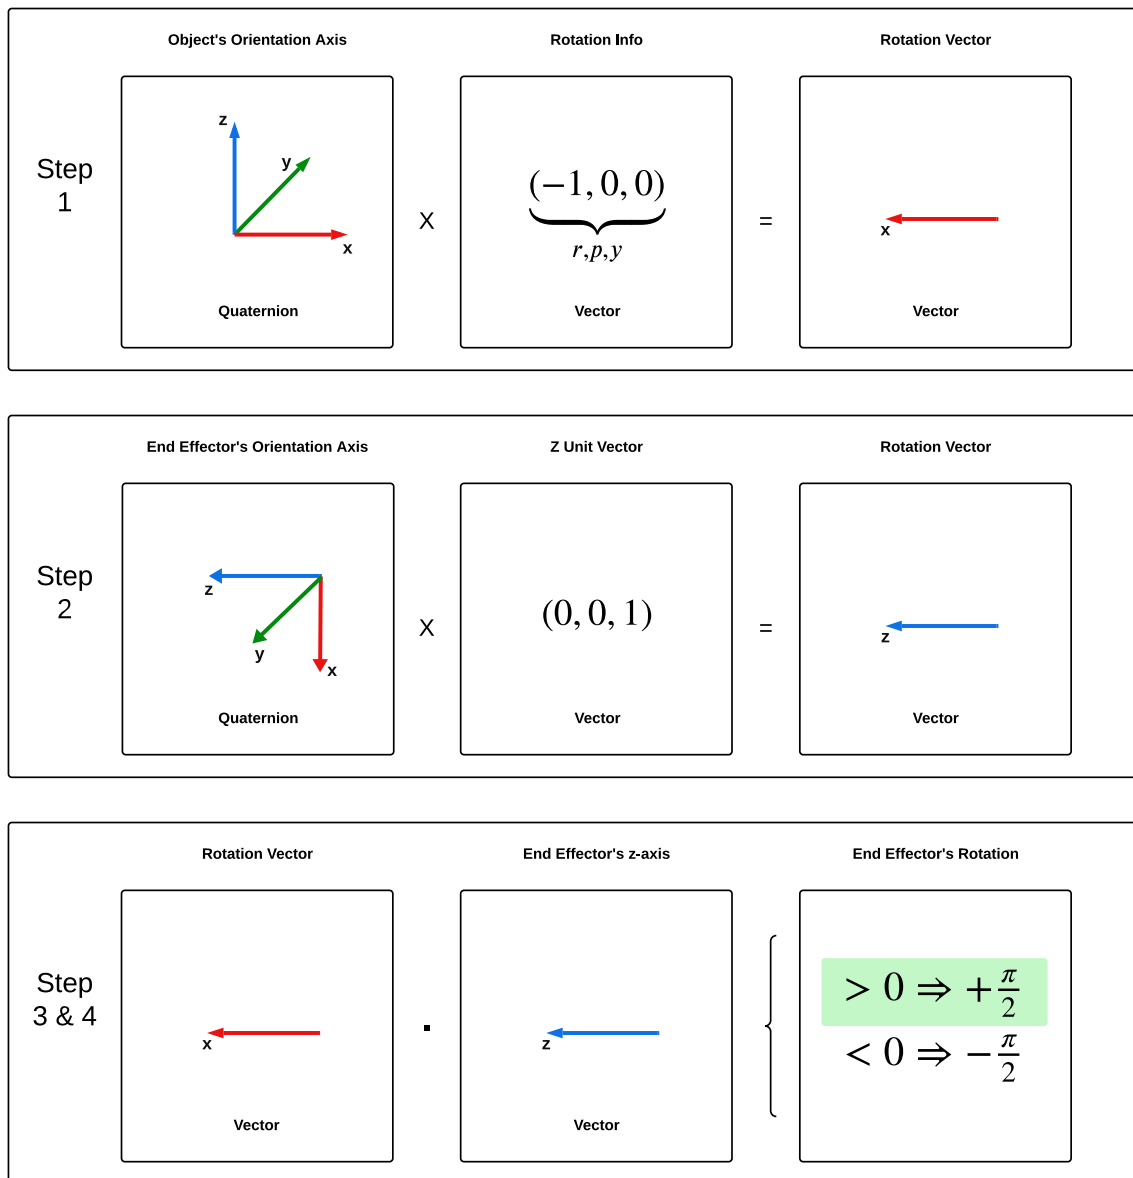 Object's Orientation Axis Rotation Info Rotation Vector
z
y
x
Step
1
X
(−1, 0, 0)
r, p, y
=
x
Quaternion Vector Vector
End Effector's Orientation Axis Z Unit Vector Rotation Vector
z
y
x
Step
2
X
(0, 0, 1)
=
z
Quaternion Vector Vector
Rotation Vector End Effector's z-axis End Effector's Rotation
Step
3 & 4
x
·
z
> 0 ⇒ +π/2
< 0 ⇒ −π/2
Vector Vector